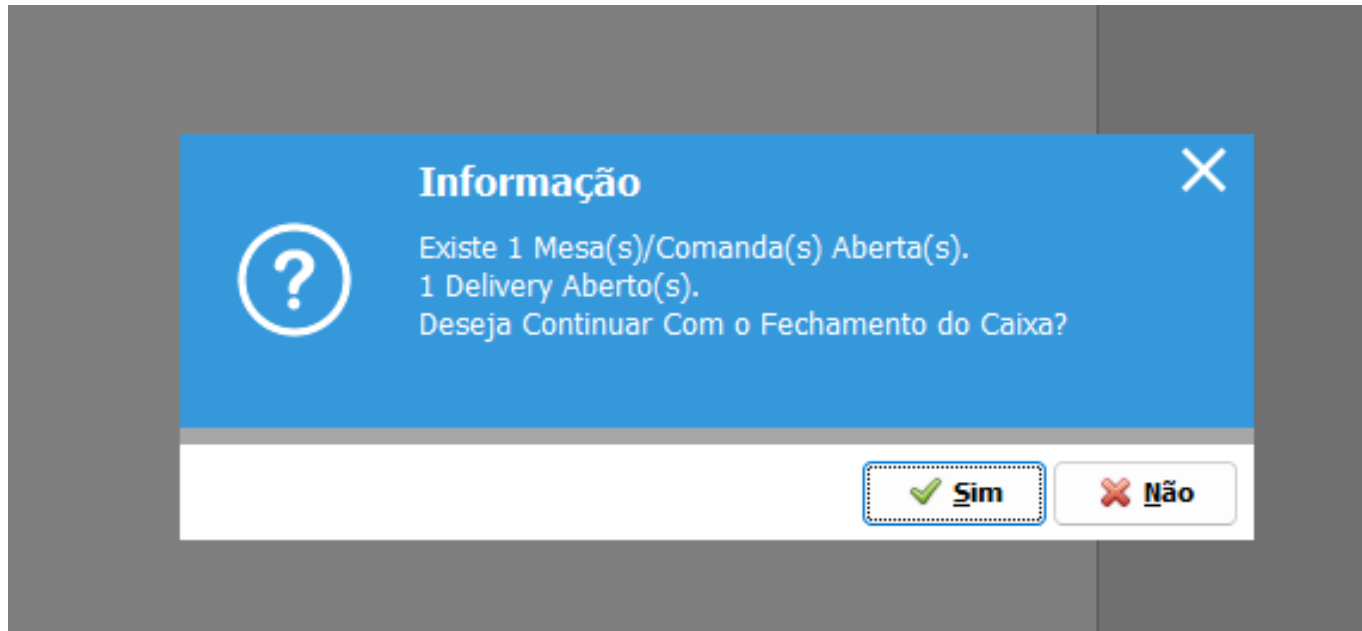 Informação
Existe 1 Mesa(s)/Comanda(s) Aberta(s).
1 Delivery Aberto(s).
Deseja Continuar Com o Fechamento do Caixa?
Sim
Não